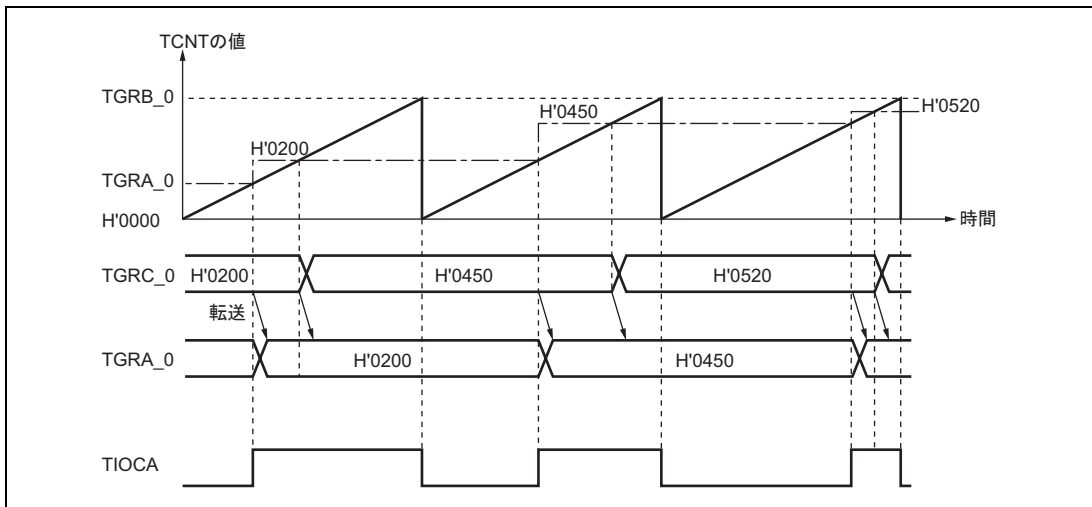 TCNTの値
TGRB_0
H'0450
H'0520
H'0200
TGRA_0
H'0000
時間
TGRC_0
H'0200
H'0450
H'0520
転送
TGRA_0
H'0200
H'0450
TIOCA